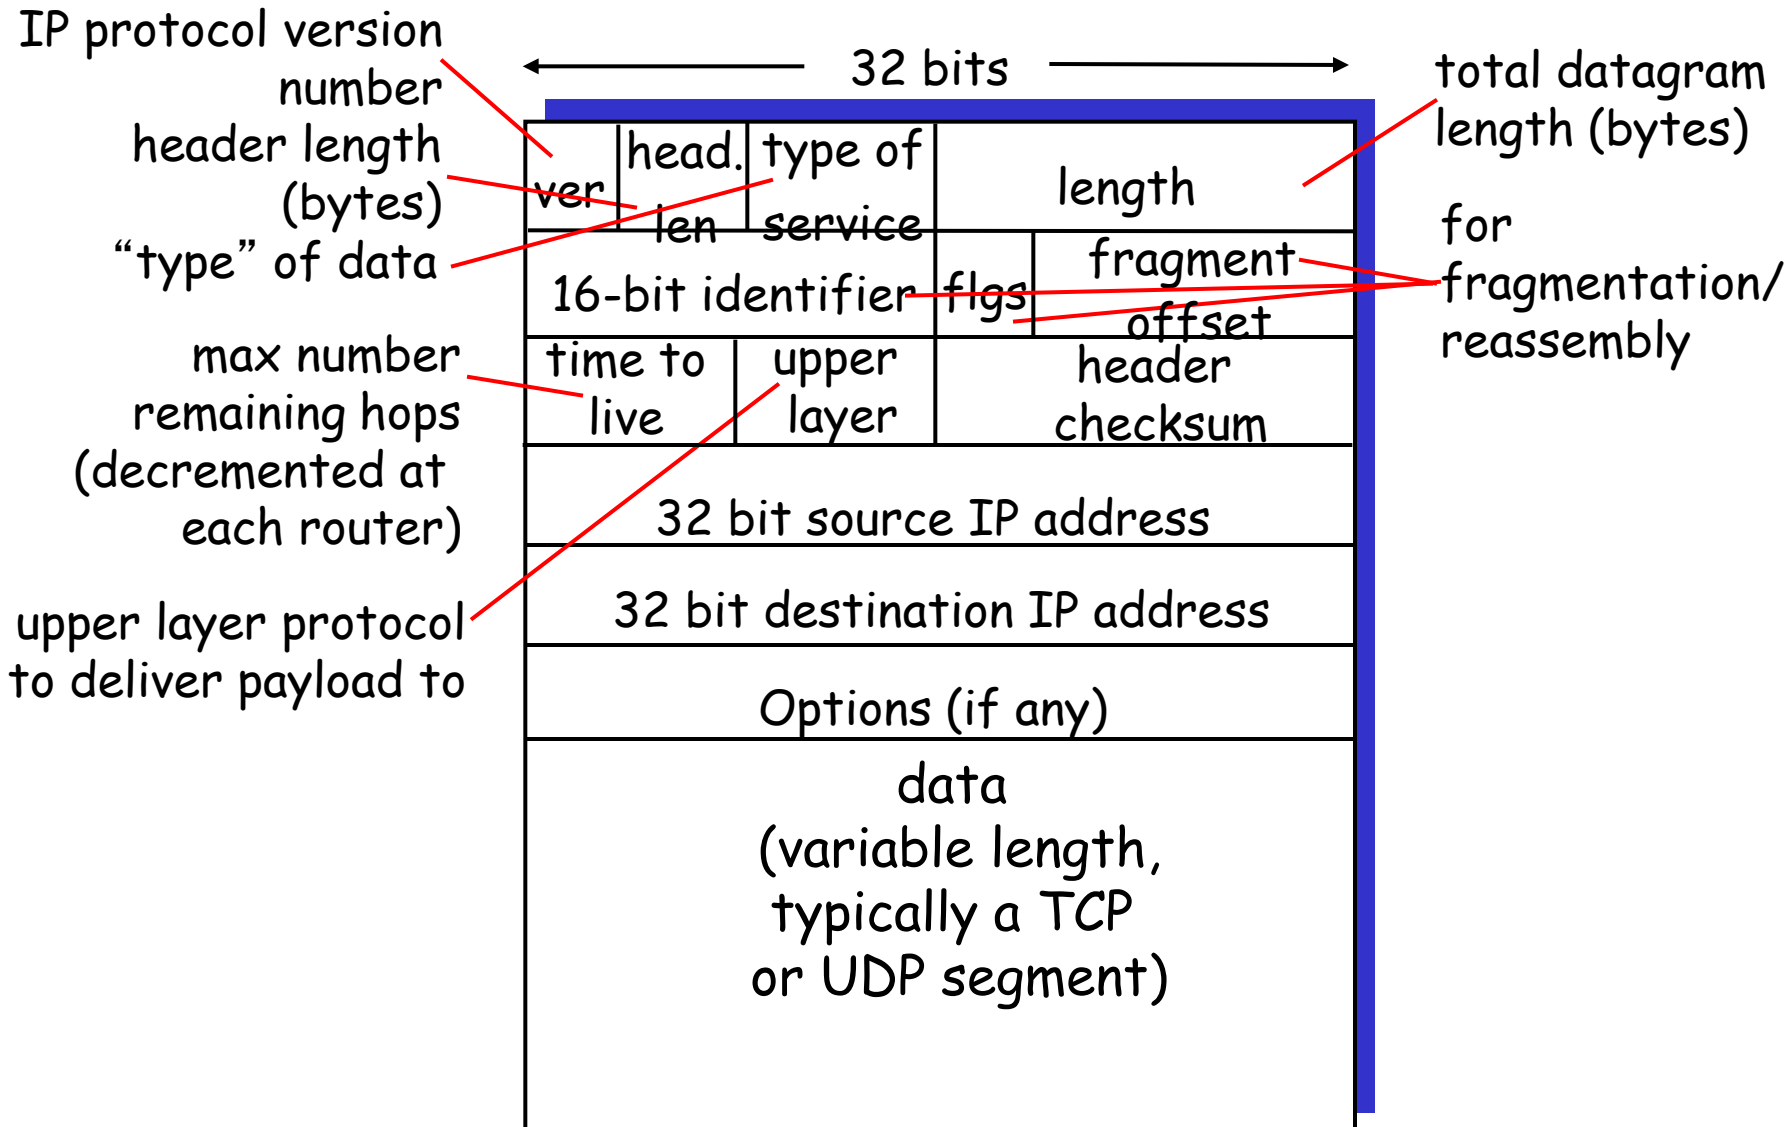 IP protocol version
number
header length
(bytes)
“type” of data
max number
remaining hops
(decremented at
each router)
upper layer protocol
to deliver payload to
32 bits
ver
head.
len
type of
service
length
16-bit identifier
flgs
fragment
offset
time to
live
upper
layer
header
checksum
32 bit source IP address
32 bit destination IP address
Options (if any)
data
(variable length,
typically a TCP
or UDP segment)
total datagram
length (bytes)
for
fragmentation/
reassembly